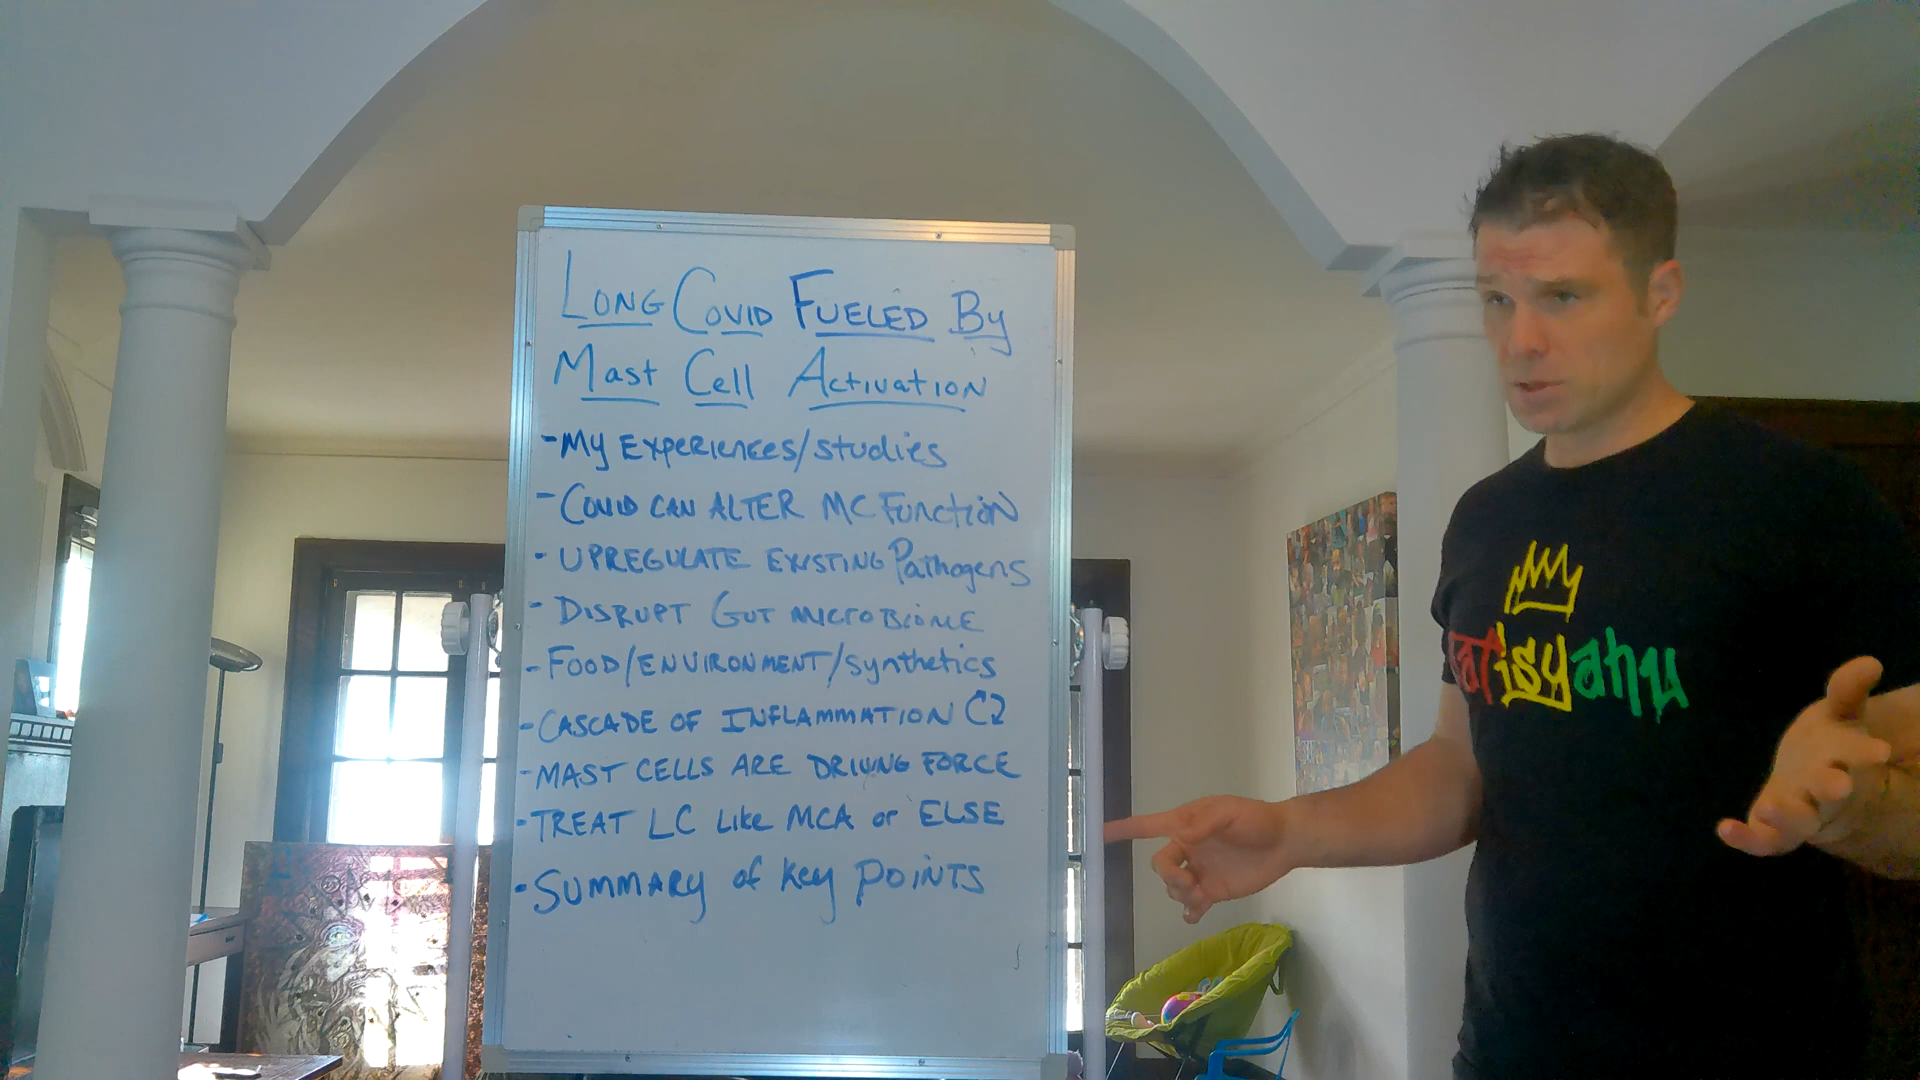 Long Covid Fueled By
Mast Cell Activation
-My Experiences/studies
-Covid can ALTER MC Function
-UPREGULATE EXISTING Pathogens
-DISRUPT GUT MICROBIOME
-FOOD/ENVIRONMENT/synthetics
-CASCADE OF INFLAMMATION
-MAST CELLS ARE DRIVING FORCE
-TREAT LC Like MCA or ELSE
-SUMMARY of Key POINTS
atisyahu